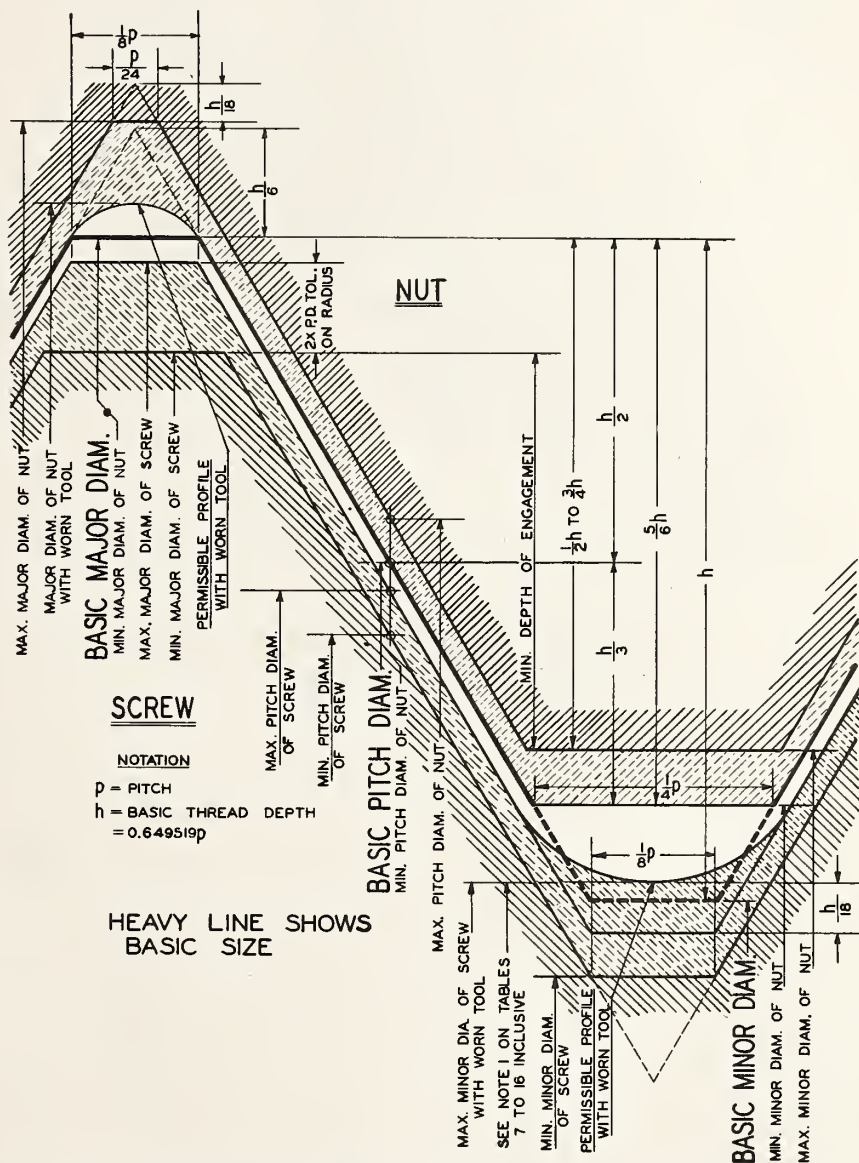 1/8 p
p/24
h/18
h/6
NUT
2X P.D. TOL.
ON RADIUS
MAX. MAJOR DIAM. OF NUT
MAJOR DIAM. OF NUT
WITH WORN TOOL
BASIC MAJOR DIAM.
MIN. MAJOR DIAM. OF NUT
MAX. MAJOR DIAM. OF SCREW
MIN. MAJOR DIAM. OF SCREW
PERMISSIBLE PROFILE
WITH WORN TOOL
MIN. DEPTH OF ENGAGEMENT
1/2 h TO 3/4 h
h/2
h/3
5/6 h
h
SCREW
NOTATION
p = PITCH
h = BASIC THREAD DEPTH
= 0.649519p
MAX. PITCH DIAM.
OF SCREW
MIN. PITCH DIAM.
OF SCREW
BASIC PITCH DIAM.
MIN. PITCH DIAM. OF NUT
MAX. PITCH DIAM. OF NUT
1/4 p
1/8 p
h/18
HEAVY LINE SHOWS
BASIC SIZE
MAX. MINOR DIA. OF SCREW
WITH WORN TOOL
SEE NOTE 1 ON TABLES
7 TO 16 INCLUSIVE
MIN. MINOR DIAM.
OF SCREW
PERMISSIBLE PROFILE
WITH WORN TOOL
BASIC MINOR DIAM.
MIN. MINOR DIAM. OF NUT
MAX. MINOR DIAM. OF NUT